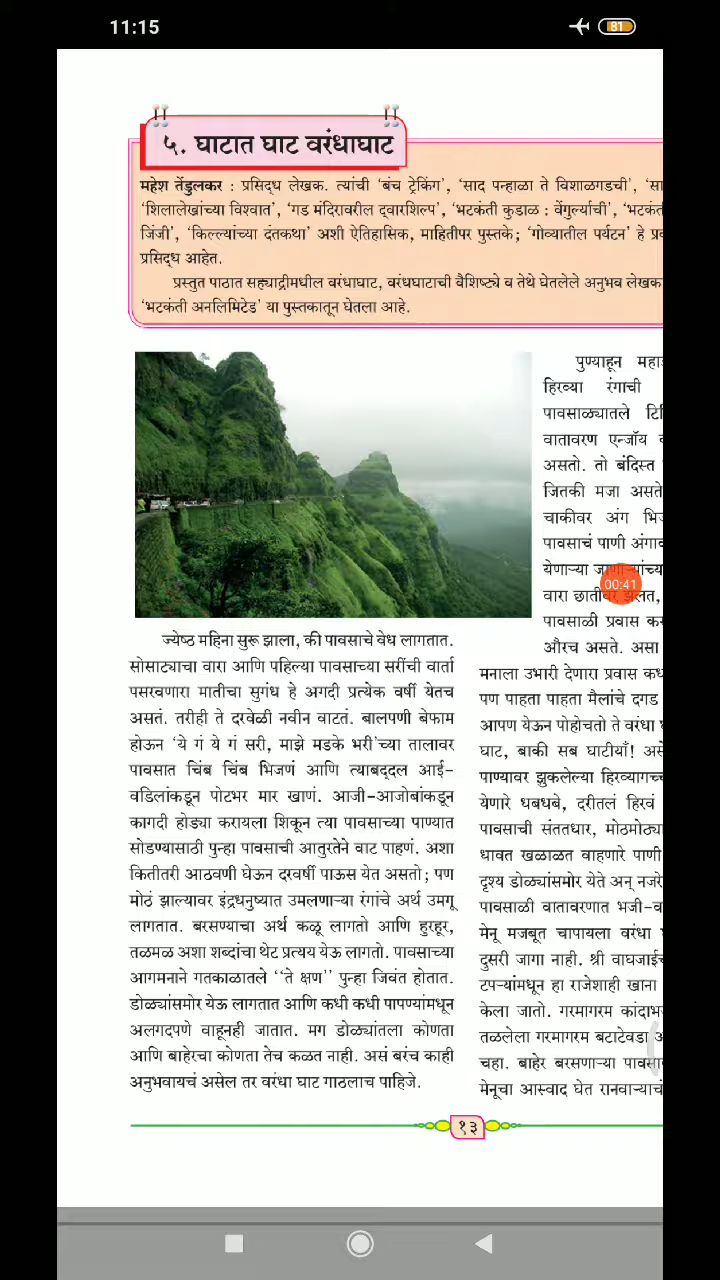 11:15
81
५. घाटात घाट वरंधाघाट
महेश तेंडुलकर : प्रसिद्ध लेखक. त्यांची ‘बंच ट्रेकिंग’, ‘साद पन्हाळा ते विशाळगडची’, ‘सा
‘शिलालेखांच्या विश्वात’, ‘गड मंदिरावरील द्वारशिल्प’, ‘भटकंती कुडाळ : वेंगुर्ल्याची’, ‘भटकंत
जिंजी’, ‘किल्ल्यांच्या दंतकथा’ अशी ऐतिहासिक, माहितीपर पुस्तके; ‘गोव्यातील पर्यटन’ हे प्र
प्रसिद्ध आहेत.
प्रस्तुत पाठात सह्याद्रीमधील वरंधाघाट, वरंधघाटाची वैशिष्ट्ये व तेथे घेतलेले अनुभव लेखक
‘भटकंती अनलिमिटेड’ या पुस्तकातून घेतला आहे.
ज्येष्ठ महिना सुरू झाला, की पावसाचे वेध लागतात.
सोसाट्याचा वारा आणि पहिल्या पावसाच्या सरींची वार्ता
पसरवणारा मातीचा सुगंध हे अगदी प्रत्येक वर्षी येतच
असतं. तरीही ते दरवेळी नवीन वाटतं. बालपणी बेफाम
होऊन ‘ये गं ये गं सरी, माझे मडके भरी’च्या तालावर
पावसात चिंब चिंब भिजणं आणि त्याबद्दल आई-
वडिलांकडून पोटभर मार खाणं. आजी-आजोबांकडून
कागदी होड्या करायला शिकून त्या पावसाच्या पाण्यात
सोडण्यासाठी पुन्हा पावसाची आतुरतेने वाट पाहणं. अशा
कितीतरी आठवणी घेऊन दरवर्षी पाऊस येत असतो; पण
मोठं झाल्यावर इंद्रधनुष्यात उमलणाऱ्या रंगांचे अर्थ उमगू
लागतात. बरसण्याचा अर्थ कळू लागतो आणि हुरहूर,
तळमळ अशा शब्दांचा थेट प्रत्यय येऊ लागतो. पावसाच्या
आगमनाने गतकाळातले ‘‘ते क्षण’’ पुन्हा जिवंत होतात.
डोळ्यांसमोर येऊ लागतात आणि कधी कधी पापण्यांमधून
अलगदपणे वाहूनही जातात. मग डोळ्यांतला कोणता
आणि बाहेरचा कोणता तेच कळत नाही. असं बरंच काही
अनुभवायचं असेल तर वरंधा घाट गाठलाच पाहिजे.
पुण्याहून महा
हिरव्या रंगाची
पावसाळ्यातले टि
वातावरण एन्जॉय
असतो. तो बंदिस्त
जितकी मजा असते
चाकीवर अंग भि
पावसाचं पाणी अंगा
येणाऱ्या
00:41
वारा छातीवर झेलत,
पावसाळी प्रवास कर
औरच असते. असा
मनाला उभारी देणारा प्रवास कध
पण पाहता पाहता मैलांचे दगड
आपण येऊन पोहोचतो ते वरंधा
घाट, बाकी सब घाटीयाँ! असे
पाण्यावर झुकलेल्या हिरव्यागच्च
येणारे धबधबे, दरीतलं हिरवं
पावसाची संततधार, मोठमोठ्या
धावत खळाळत वाहणारे पाणी
दृश्य डोळ्यांसमोर येते अन् नजरे
पावसाळी वातावरणात भजी-व
मेनू मजबूत चापायला वरंधा
दुसरी जागा नाही. श्री वाघजाई
टपऱ्यांमधून हा राजेशाही खाना
केला जातो. गरमागरम कांदाभ
तळलेला गरमागरम बटाटेवडा
चहा. बाहेर बरसणाऱ्या पावसा
मेनूचा आस्वाद घेत रानवाऱ्याचं
१३